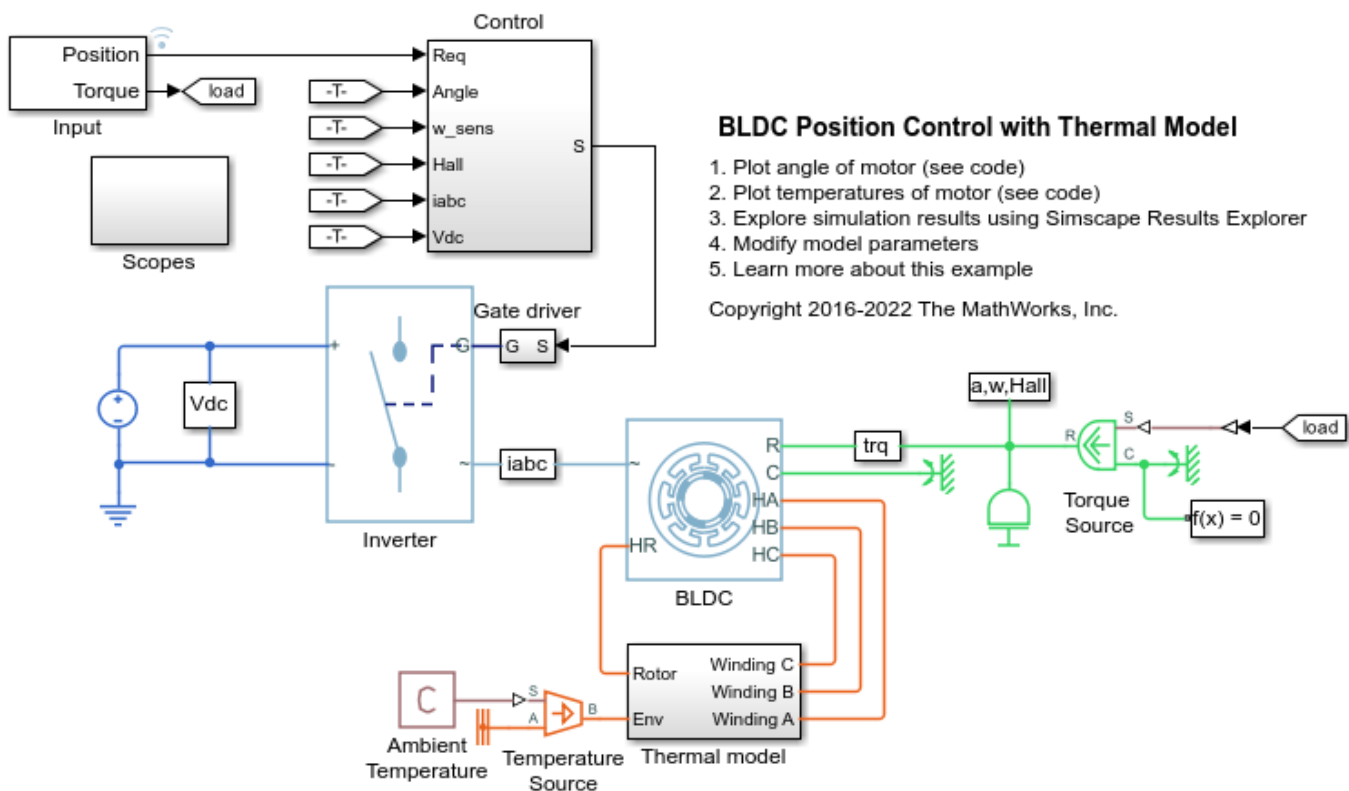 Control
Position
Torque
load
Input
Req
Angle
w_sens
Hall
iabc
Vdc
S
-T-
-T-
-T-
-T-
-T-
Scopes
BLDC Position Control with Thermal Model
1. Plot angle of motor (see code)
2. Plot temperatures of motor (see code)
3. Explore simulation results using Simscape Results Explorer
4. Modify model parameters
5. Learn more about this example
Copyright 2016-2022 The MathWorks, Inc.
Gate driver
G S
+
G
-
~
Vdc
+
-
Inverter
iabc
~
R
C
HA
HB
HC
HR
BLDC
trq
a,w,Hall
R
S
C
load
Torque
Source
f(x) = 0
Rotor
Env
Winding C
Winding B
Winding A
Thermal model
C
Ambient
Temperature
S
A
B
Temperature
Source